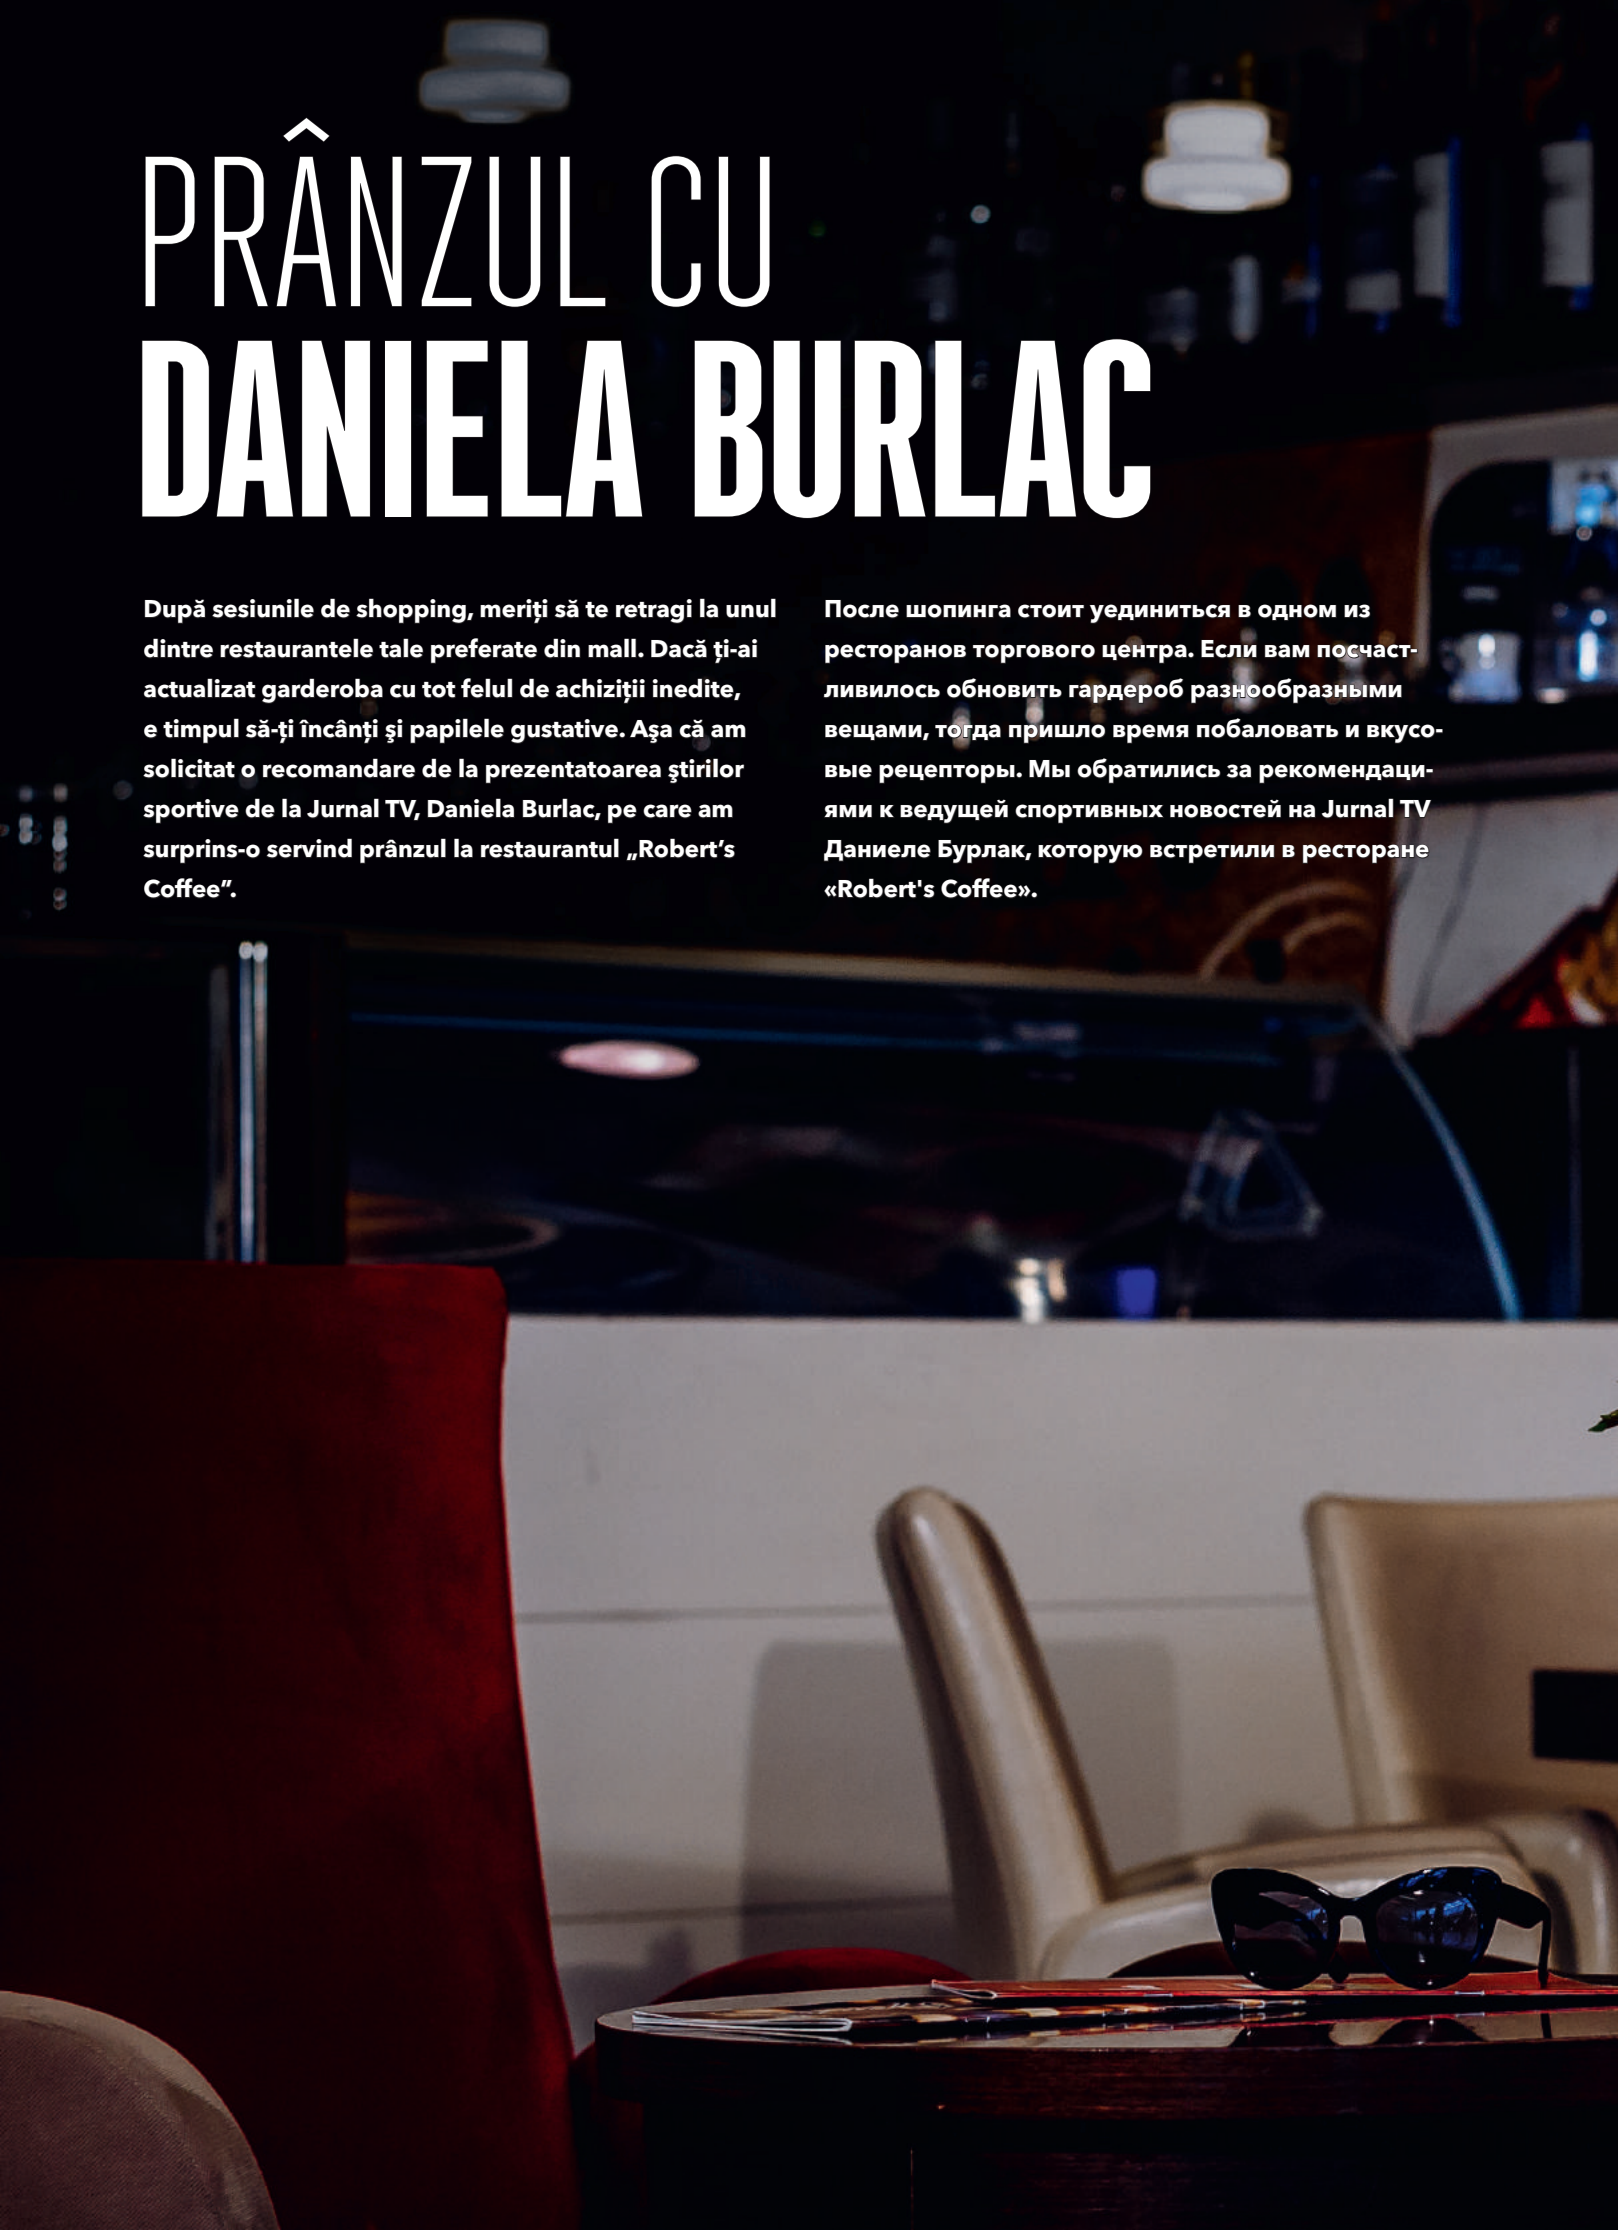 PRÂNZUL CU
DANIELA BURLAC
După sesiunile de shopping, meriți să te retragi la unul
dintre restaurantele tale preferate din mall. Dacă ți-ai
actualizat garderoba cu tot felul de achiziții inedite,
e timpul să-ți încânți şi papilele gustative. Aşa că am
solicitat o recomandare de la prezentatoarea ştirilor
sportive de la Jurnal TV, Daniela Burlac, pe care am
surprins-o servind prânzul la restaurantul „Robert’s
Coffee”.
После шопинга стоит уединиться в одном из
ресторанов торгового центра. Если вам посчаст-
ливилось обновить гардероб разнообразными
вещами, тогда пришло время побаловать и вкусо-
вые рецепторы. Мы обратились за рекомендаци-
ями к ведущей спортивных новостей на Jurnal TV
Даниеле Бурлак, которую встретили в ресторане
«Robert's Coffee».